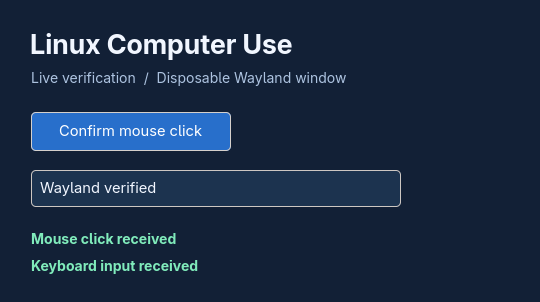 Linux Computer Use
Live verification / Disposable Wayland window
Confirm mouse click
Wayland verified
Mouse click received
Keyboard input received